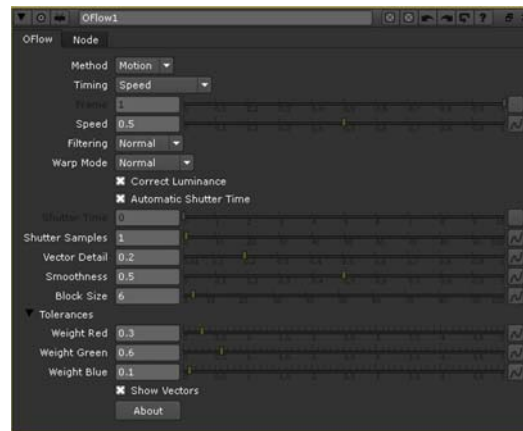 OFlow1 ?
OFlow Node
Method Motion
Timing Speed
Frame 1
Speed 0.5
Filtering Normal
Warp Mode Normal
Correct Luminance
Automatic Shutter Time
Shutter Time 0
Shutter Samples 1
Vector Detail 0.2
Smoothness 0.5
Block Size 6
Tolerances
Weight Red 0.3
Weight Green 0.6
Weight Blue 0.1
Show Vectors
About